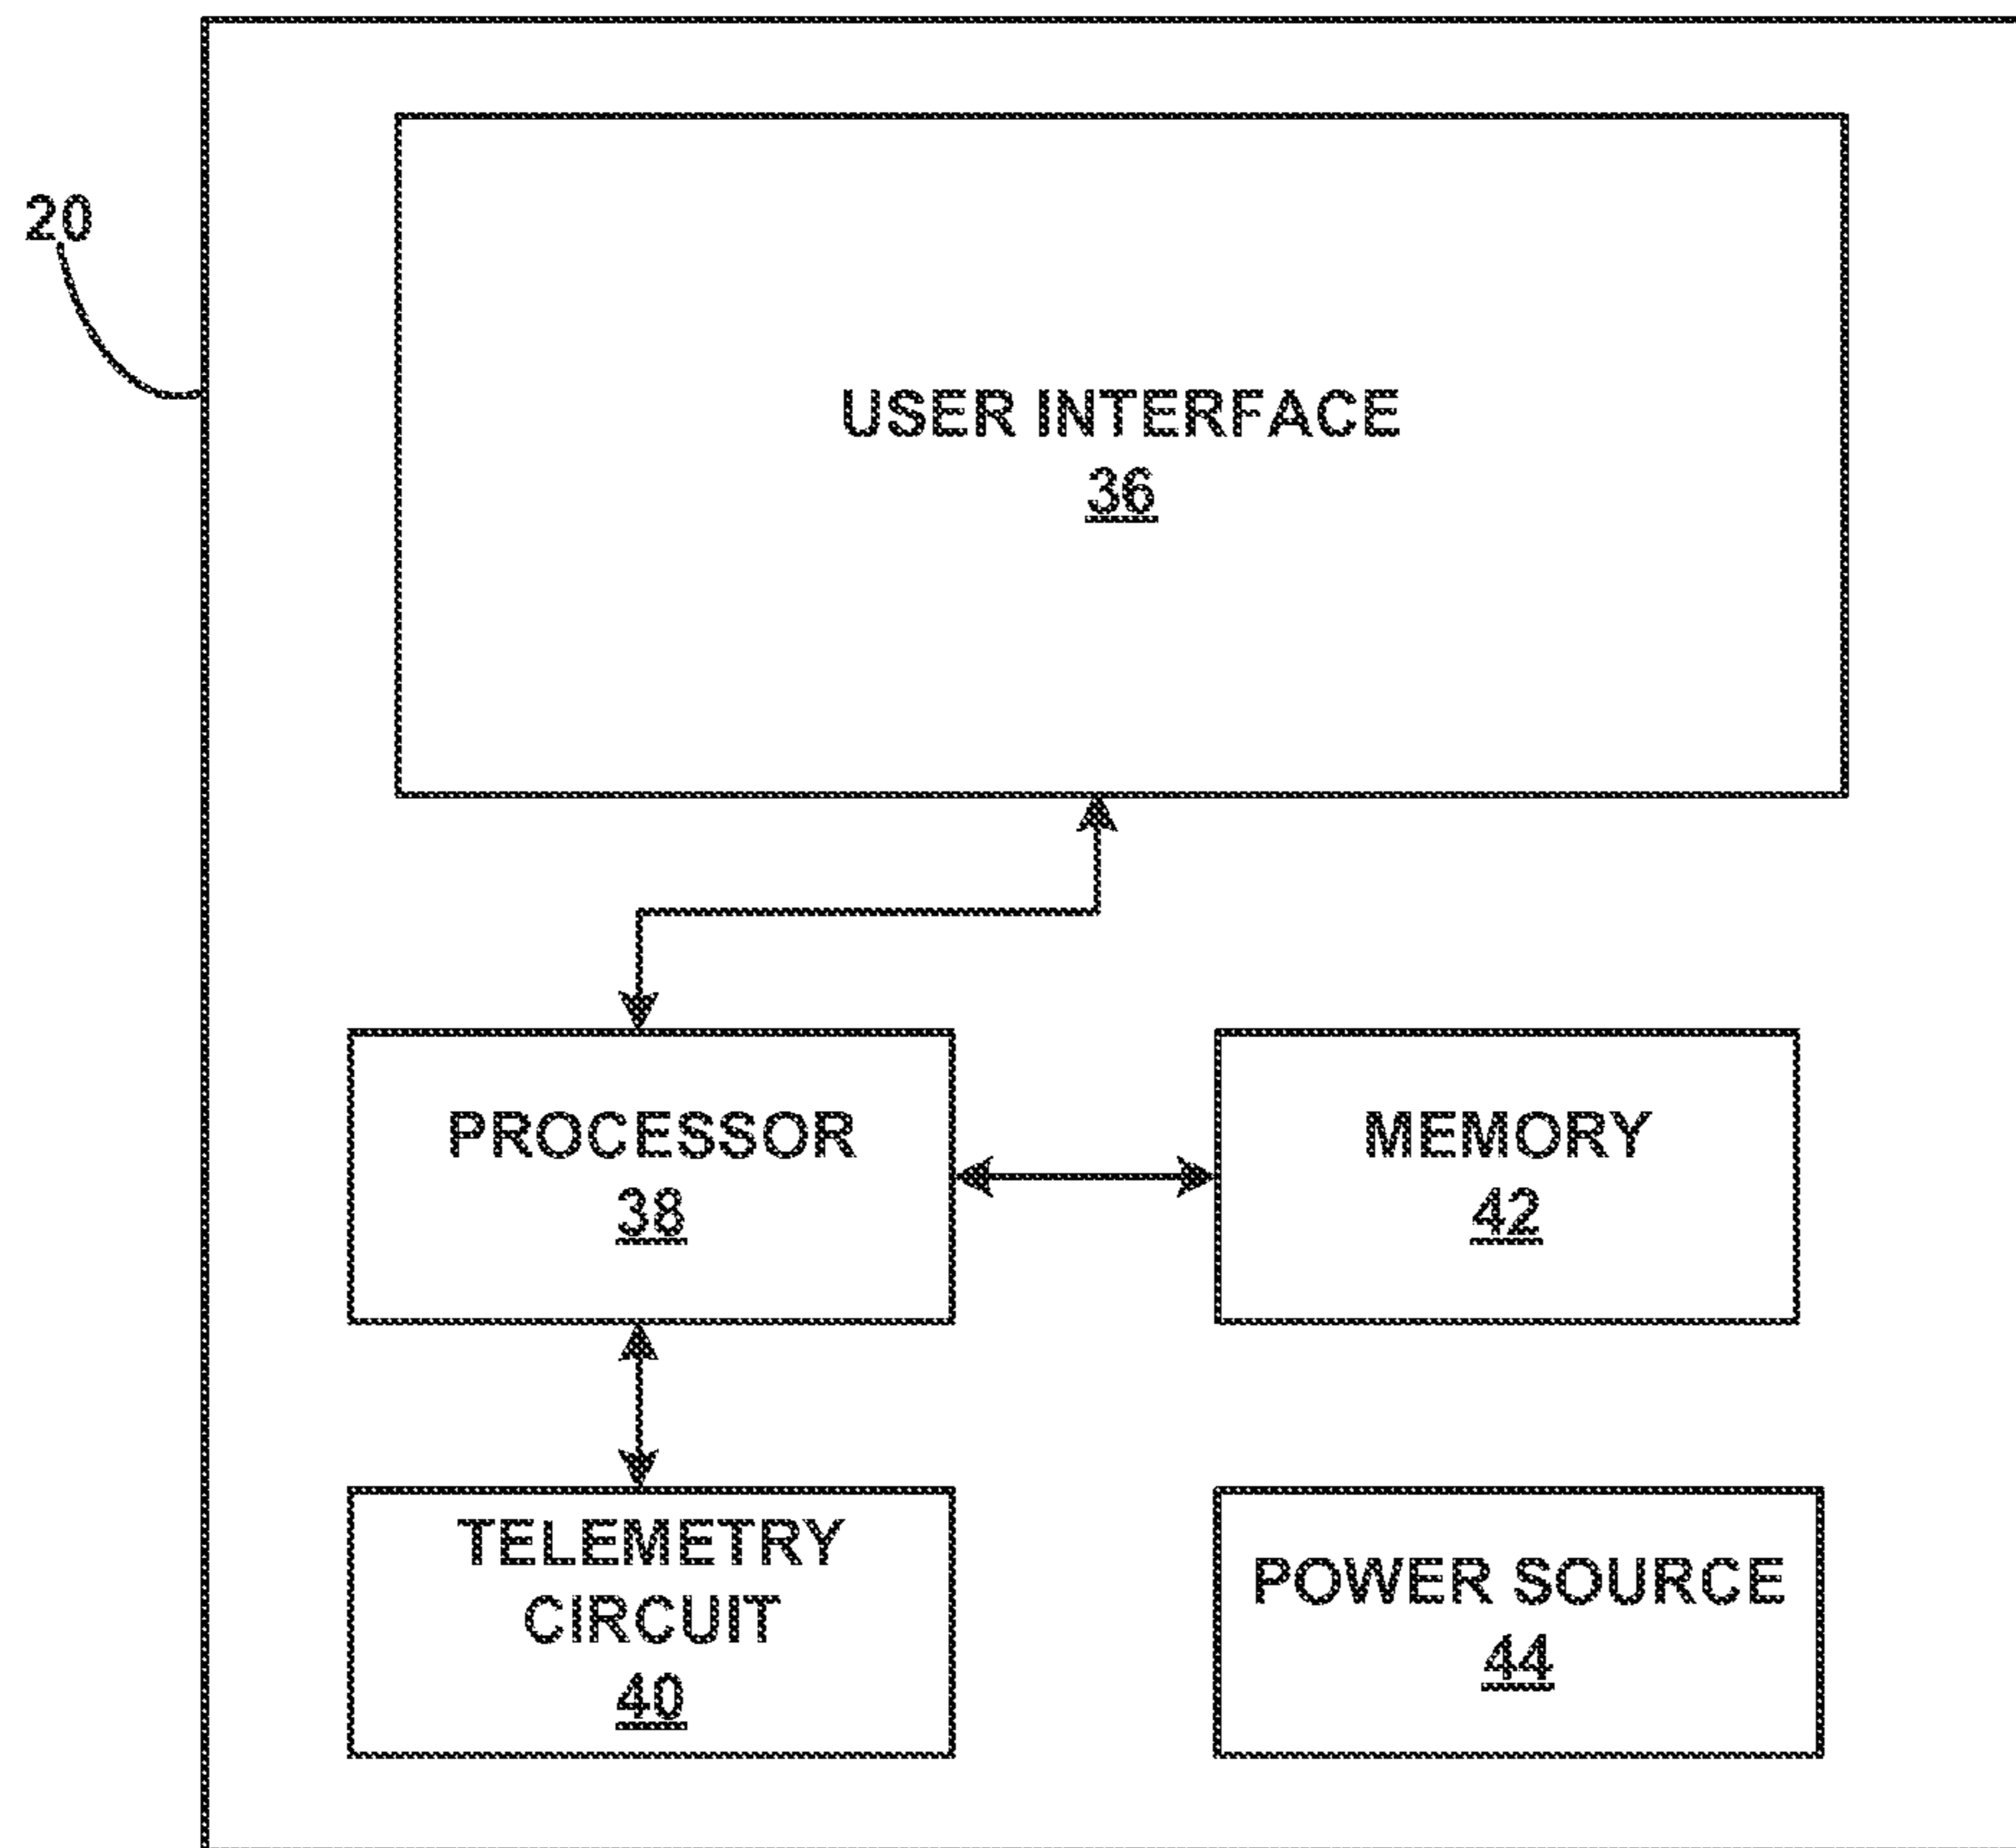 20
USER INTERFACE
36
PROCESSOR
38
MEMORY
42
TELEMETRY
CIRCUIT
40
POWER SOURCE
44